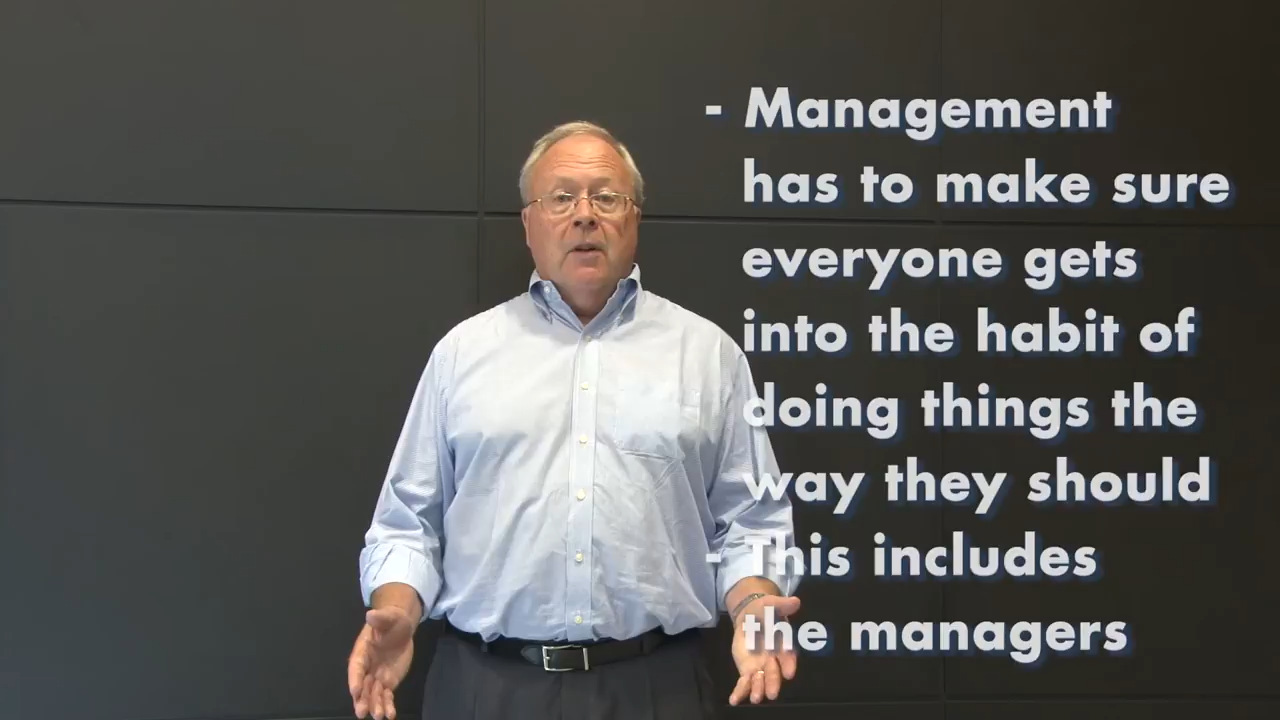 - Management
has to make sure
everyone gets
into the habit of
doing things the
way they should
- This includes
the managers